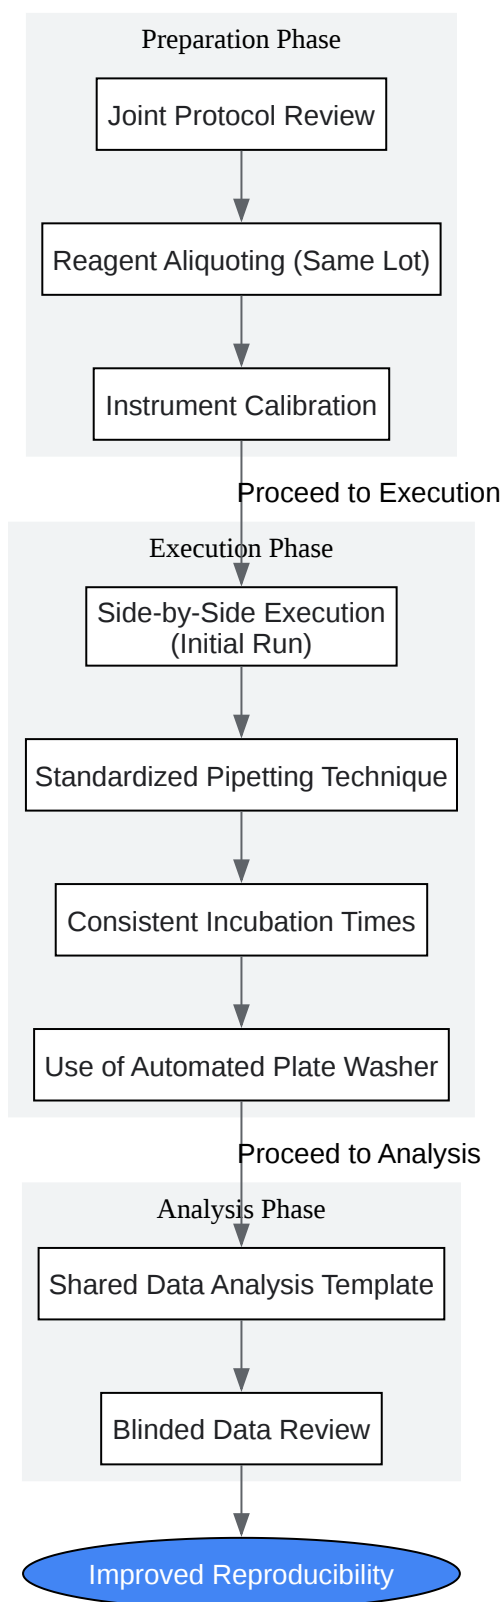 Preparation Phase
Joint Protocol Review
Reagent Aliquoting (Same Lot)
Instrument Calibration
Proceed to Execution
Execution Phase
Side-by-Side Execution
(Initial Run)
Standardized Pipetting Technique
Consistent Incubation Times
Use of Automated Plate Washer
Proceed to Analysis
Analysis Phase
Shared Data Analysis Template
Blinded Data Review
Improved Reproducibility